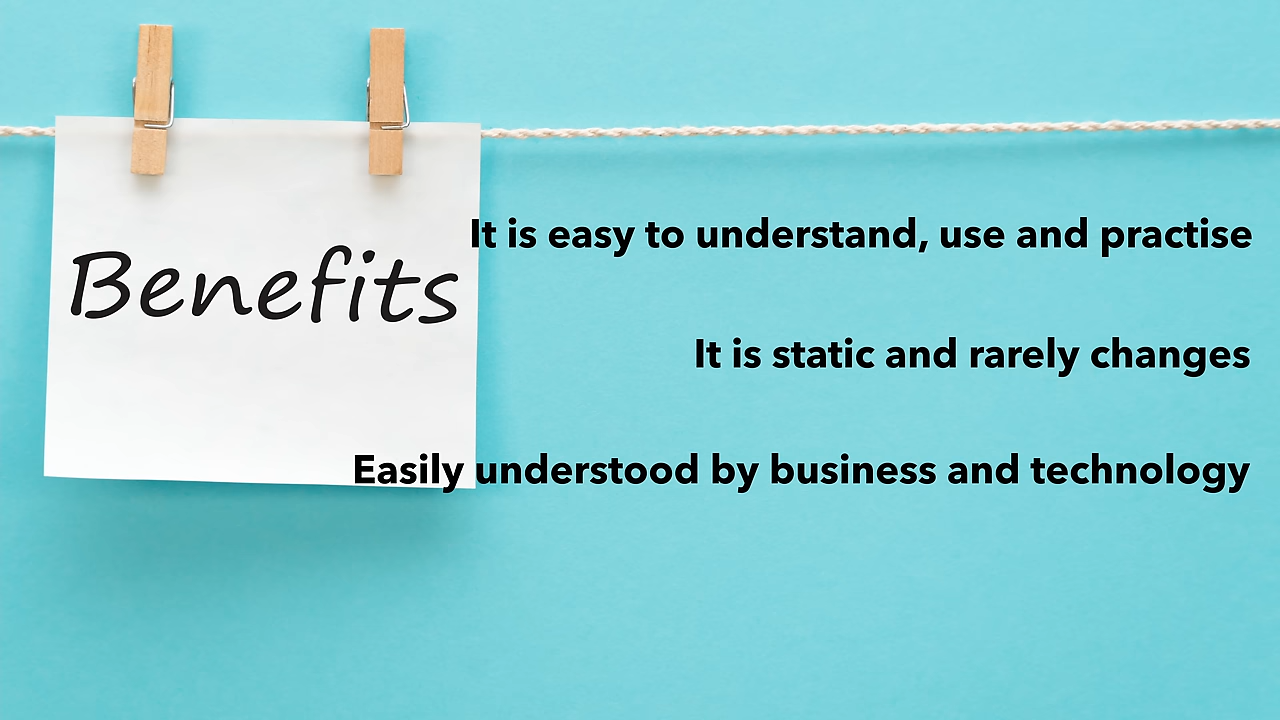 Benefits
It is easy to understand, use and practise
It is static and rarely changes
Easily understood by business and technology